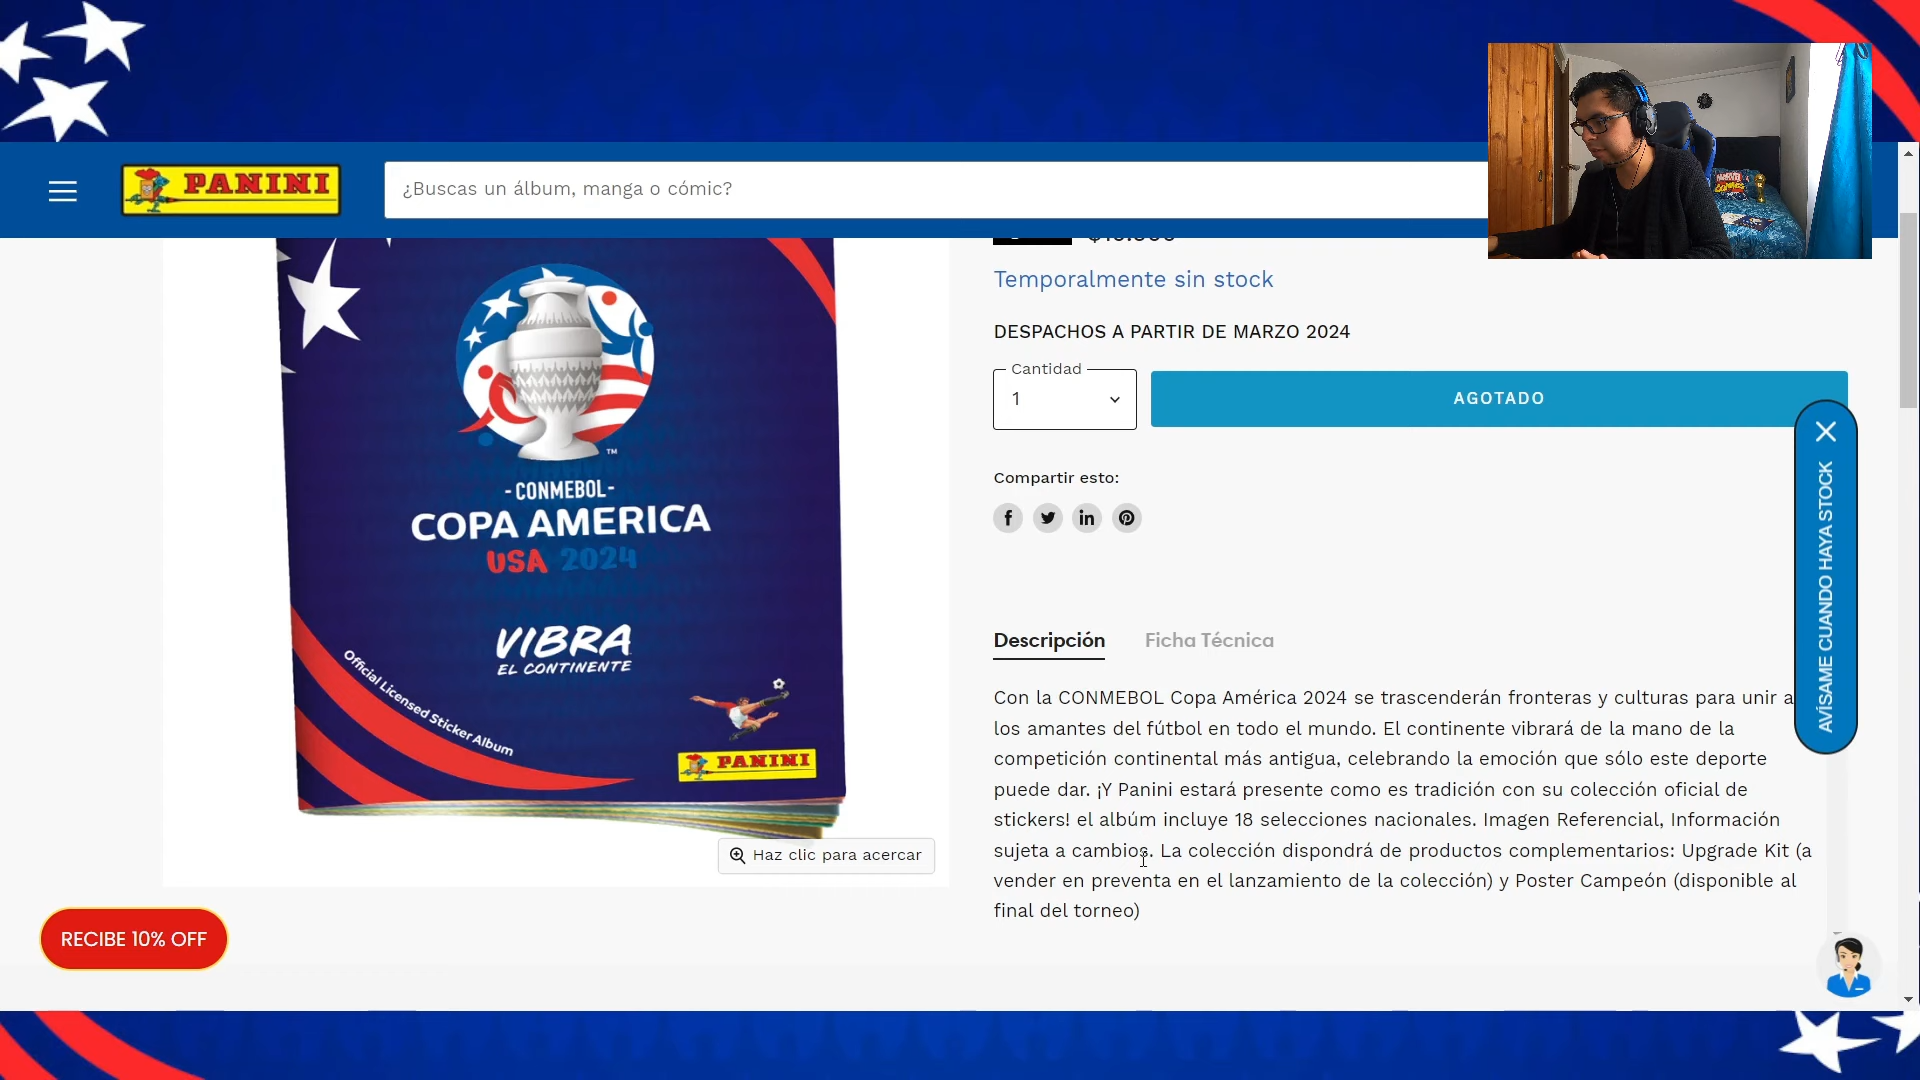 PANINI
¿Buscas un álbum, manga o cómic?
Temporalmente sin stock
DESPACHOS A PARTIR DE MARZO 2024
Cantidad
1
AGOTADO
Compartir esto:
AVÍSAME CUANDO HAYA STOCK
Descripción
Ficha Técnica
Con la CONMEBOL Copa América 2024 se trascenderán fronteras y culturas para unir a
los amantes del fútbol en todo el mundo. El continente vibrará de la mano de la
competición continental más antigua, celebrando la emoción que sólo este deporte
puede dar. ¡Y Panini estará presente como es tradición con su colección oficial de
stickers! el albúm incluye 18 selecciones nacionales. Imagen Referencial, Información
sujeta a cambios. La colección dispondrá de productos complementarios: Upgrade Kit (a
vender en preventa en el lanzamiento de la colección) y Poster Campeón (disponible al
final del torneo)
TM
-CONMEBOL-
COPA AMERICA
USA 2024
VIBRA
EL CONTINENTE
Official Licensed Sticker Album
PANINI
Haz clic para acercar
RECIBE 10% OFF